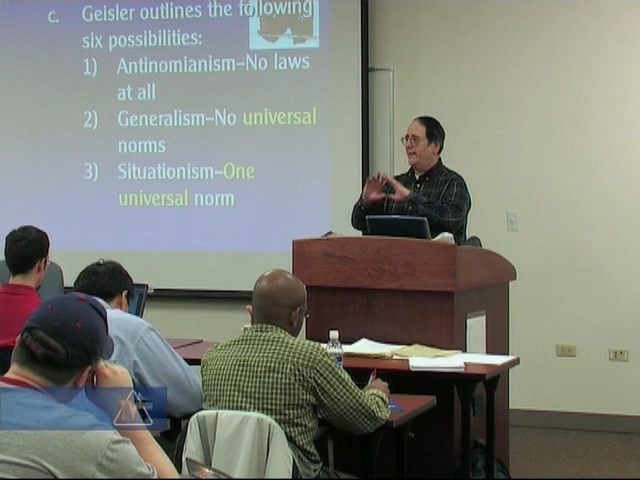 c. Geisler outlines the following
six possibilities:
1) Antinomianism–No laws
at all
2) Generalism–No universal
norms
3) Situationism–One
universal norm